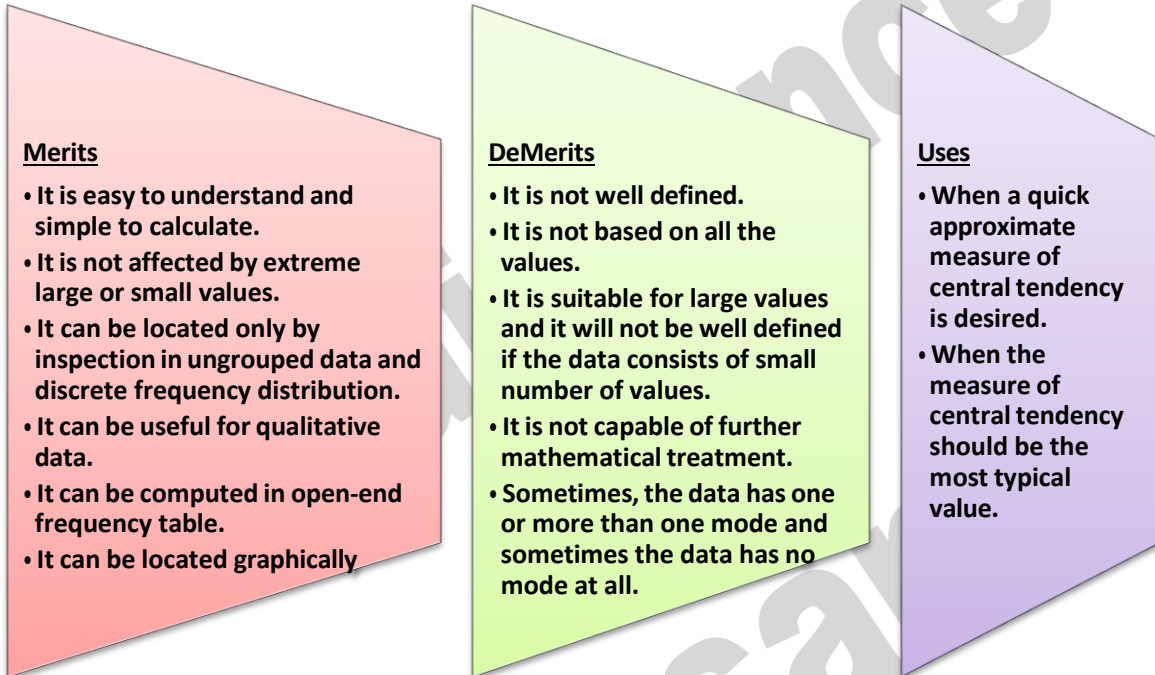 Merits
• It is easy to understand and
simple to calculate.
• It is not affected by extreme
large or small values.
• It can be located only by
inspection in ungrouped data and
discrete frequency distribution.
• It can be useful for qualitative
data.
• It can be computed in open-end
frequency table.
• It can be located graphically
DeMerits
• It is not well defined.
• It is not based on all the
values.
• It is suitable for large values
and it will not be well defined
if the data consists of small
number of values.
• It is not capable of further
mathematical treatment.
• Sometimes, the data has one
or more than one mode and
sometimes the data has no
mode at all.
Uses
• When a quick
approximate
measure of
central tendency
is desired.
• When the
measure of
central tendency
should be the
most typical
value.